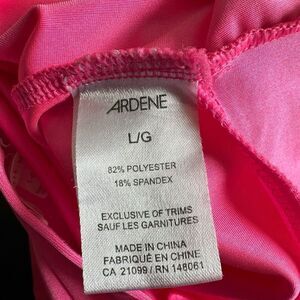 ARDENE
L/G
82% POLYESTER
18% SPANDEX
EXCLUSIVE OF TRIMS
SAUF LES GARNITURES
MADE IN CHINA
FABRIQUÉ EN CHINE
CA 21099 / RN 148061